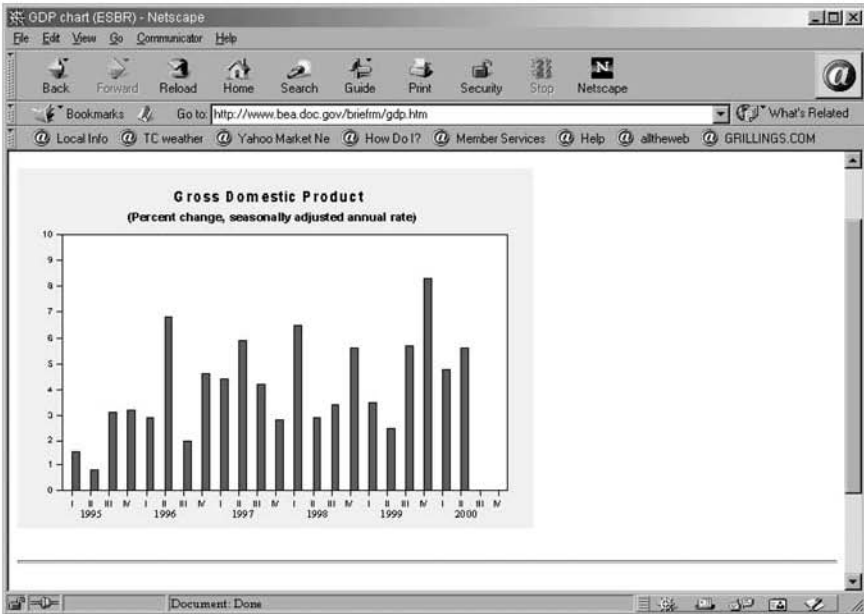 GDP chart (ESBR) - Netscape
File Edit View Go Communicator Help
Back Forward Reload Home Search Guide Print Security Stop Netscape
Bookmarks Go to: http://www.bea.doc.gov/briefrm/gdp.htm What's Related
Local Info TC weather Yahoo Market Ne How Do I? Member Services Help alltheweb GRILLINGS.COM
Gross Domestic Product
(Percent change, seasonally adjusted annual rate)
10
9
8
7
6
5
4
3
2
1
0
I II III IV I II III IV I II III IV I II III IV I II III IV I II III IV
1995 1996 1997 1998 1999 2000
Document: Done